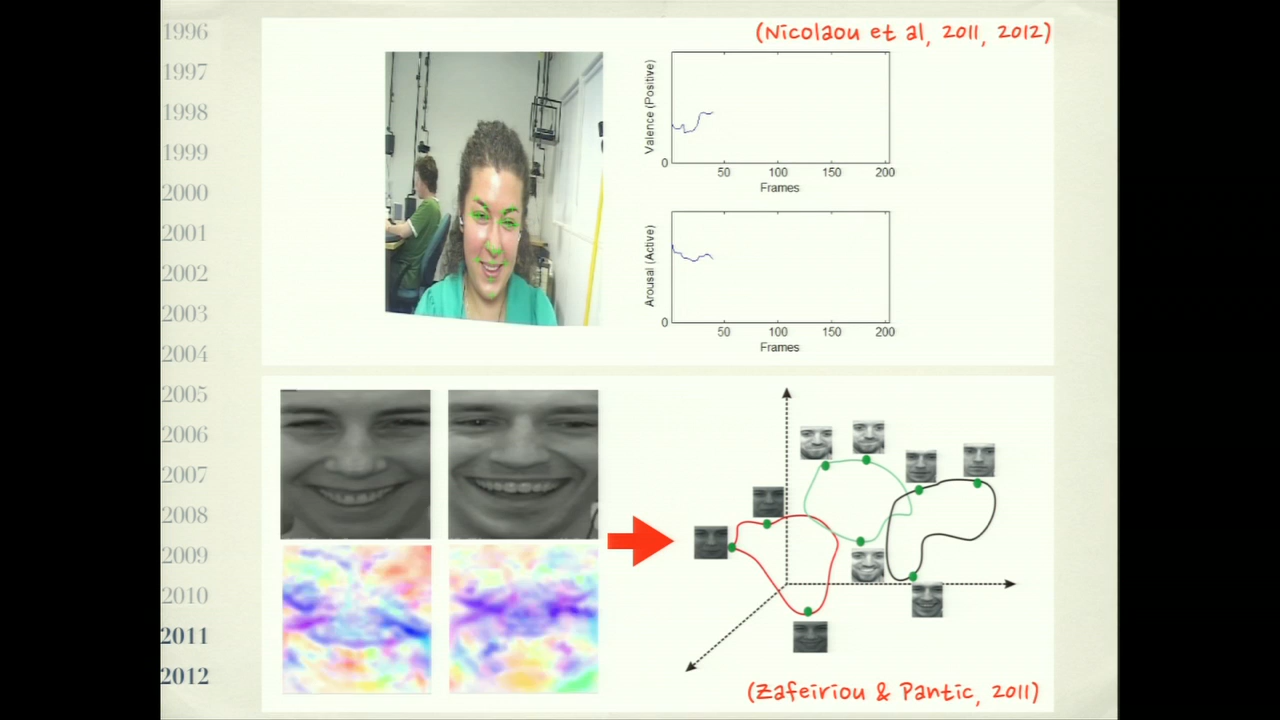 1996
1997
1998
1999
2000
2001
2002
2003
2004
2005
2006
2007
2008
2009
2010
2011
2012
(Nicolaou et al, 2011, 2012)
Valence (Positive)
0
50 100 150 200
Frames
Arousal (Active)
0
50 100 150 200
Frames
(Zafeiriou & Pantic, 2011)